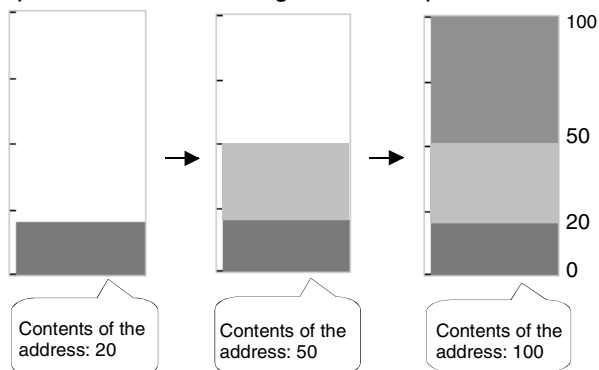 100
50
20
0
Contents of the
address: 20
Contents of the
address: 50
Contents of the
address: 100